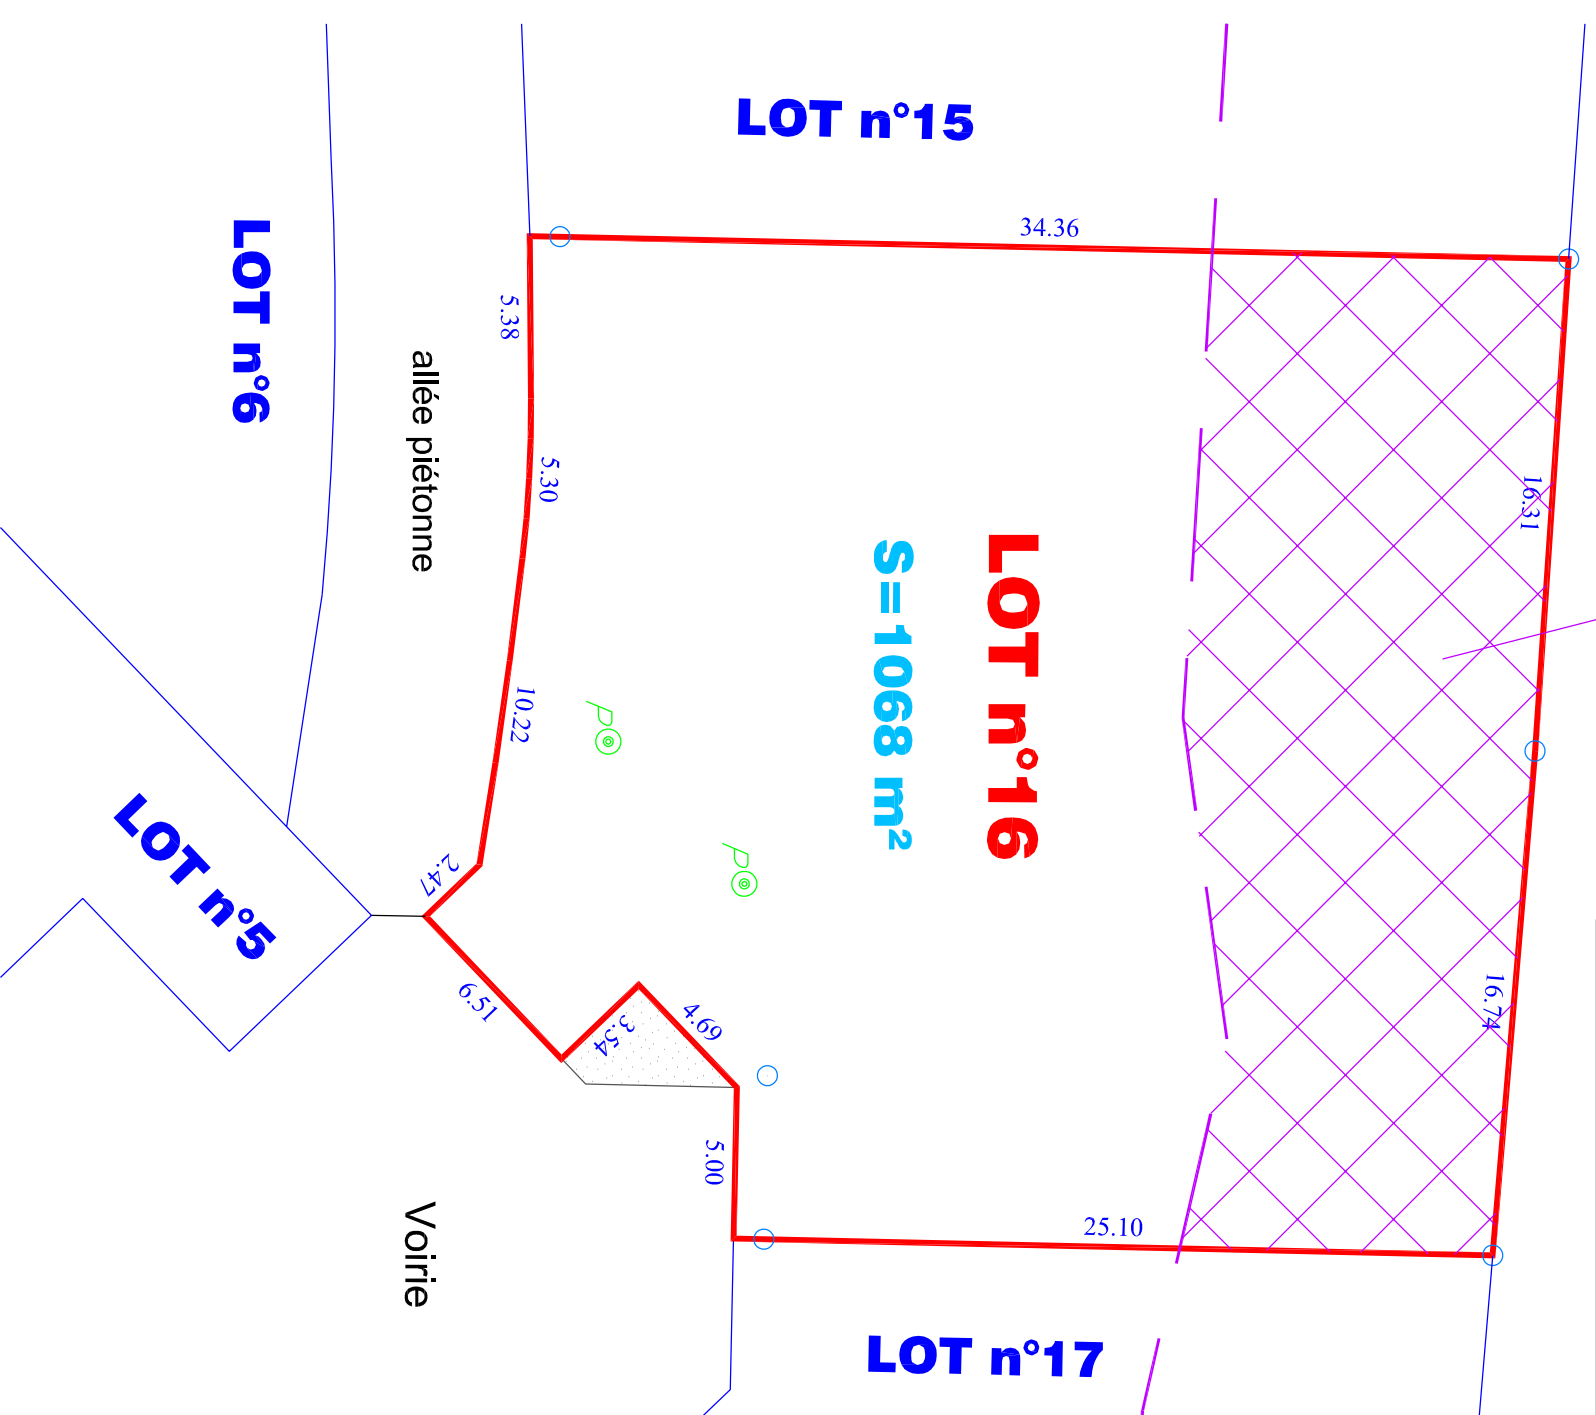 LOT n°15
34.36
LOT n°6
5.38
allée piétonne
5.30
16.31
LOT n°16
S=1068 m²
10.22
LOT n°5
2.47
6.51
3.54
4.69
16.74
5.00
Voirie
25.10
LOT n°17